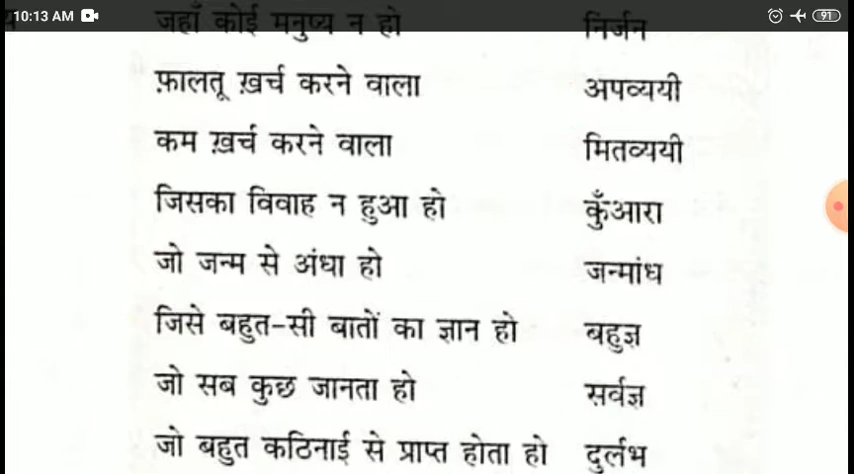 10:13 AM 91
जहाँ कोई मनुष्य न हो निर्जन
फ़ालतू ख़र्च करने वाला अपव्ययी
कम ख़र्च करने वाला मितव्ययी
जिसका विवाह न हुआ हो कुँआरा
जो जन्म से अंधा हो जन्मांध
जिसे बहुत-सी बातों का ज्ञान हो बहुज्ञ
जो सब कुछ जानता हो सर्वज्ञ
जो बहुत कठिनाई से प्राप्त होता हो दुर्लभ